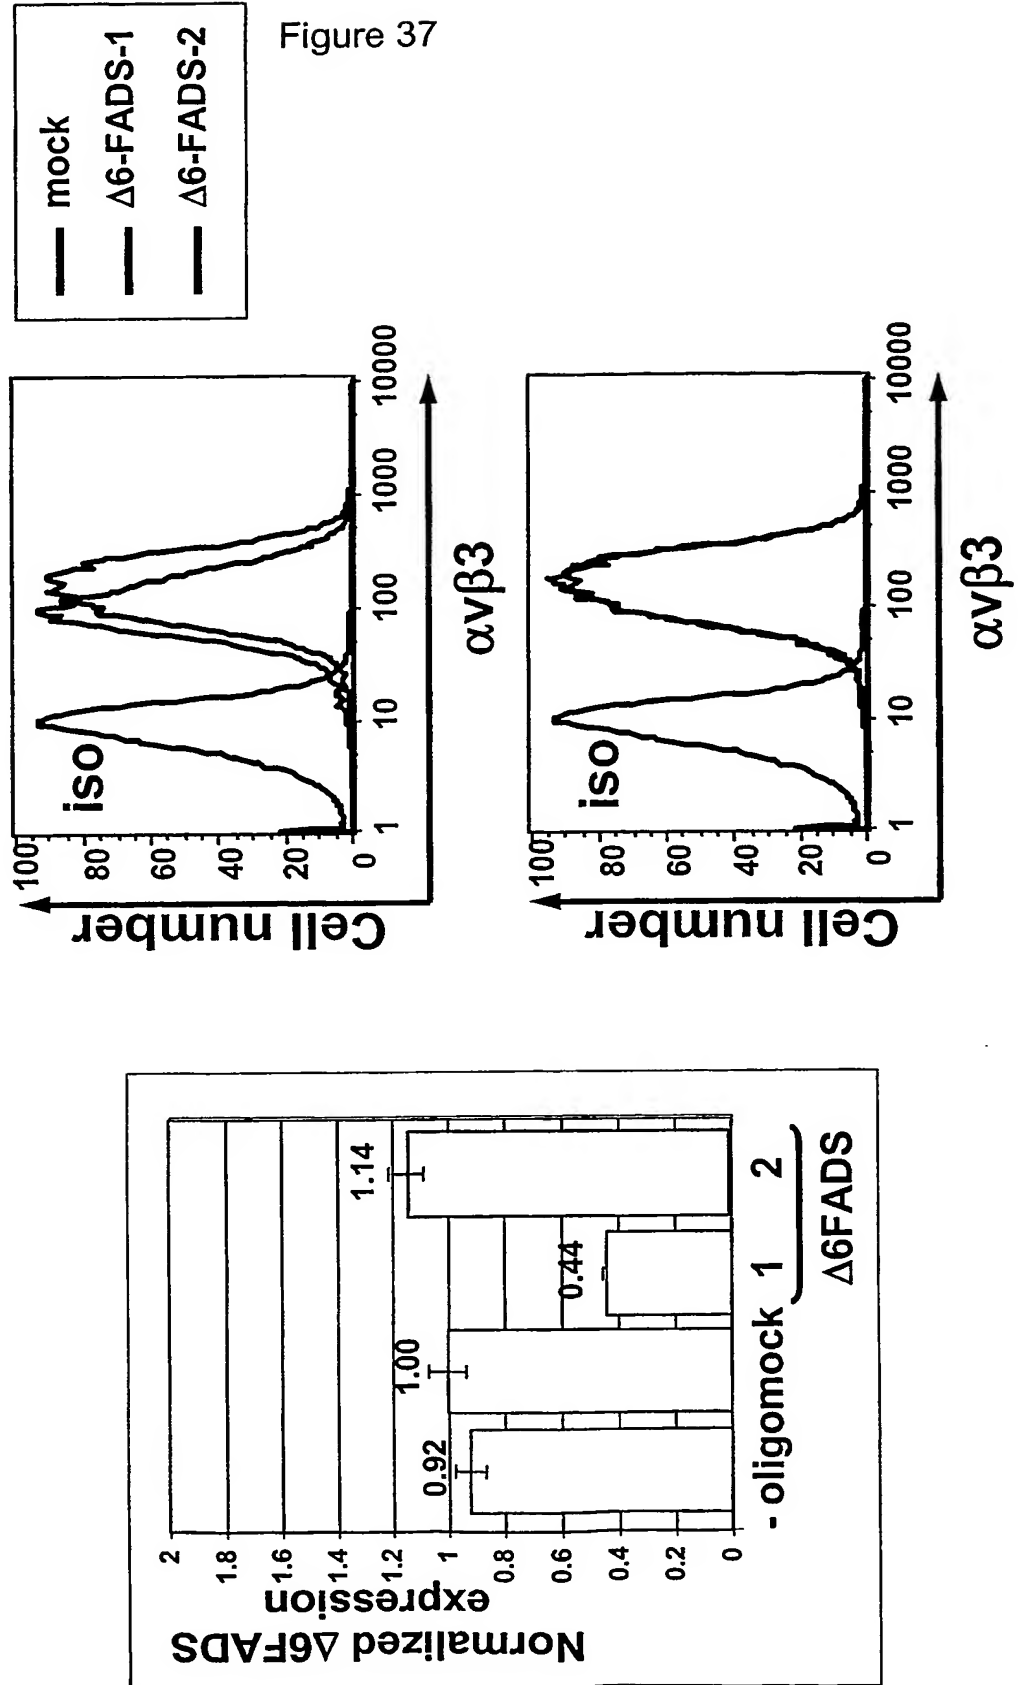 Figure 37
mock
Δ6-FADS-1
Δ6-FADS-2
Normalized Δ6FADS
expression
2
1.8
1.6
1.4
1.2
1
0.8
0.6
0.4
0.2
0
0.92
1.00
0.44
1.14
- oligo mock 1 2
Δ6FADS
Cell number
100
80
60
40
20
0
iso
1 10 100 1000 10000
αvβ3
Cell number
100
80
60
40
20
0
iso
1 10 100 1000 10000
αvβ3